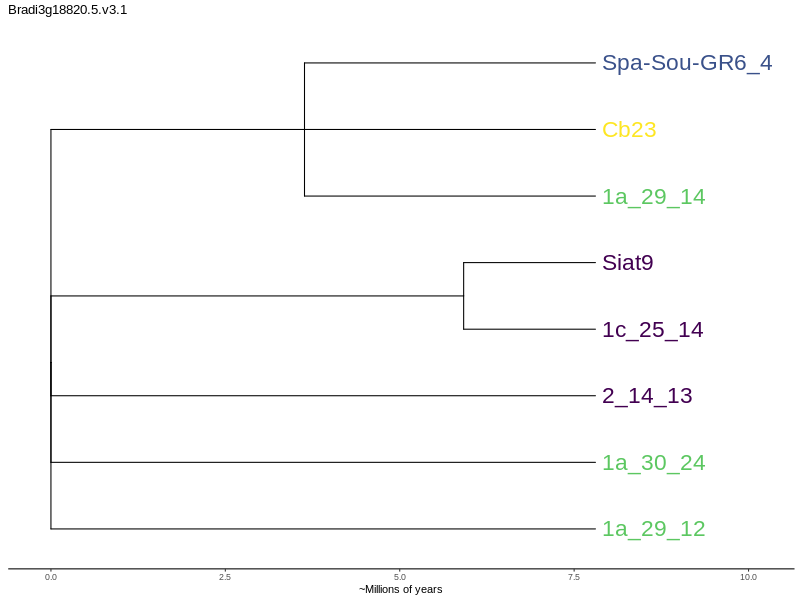 Bradi3g18820.5.v3.1
Spa-Sou-GR6_4
Cb23
1a_29_14
Siat9
1c_25_14
2_14_13
1a_30_24
1a_29_12
0.0 2.5 5.0 7.5 10.0
~Millions of years